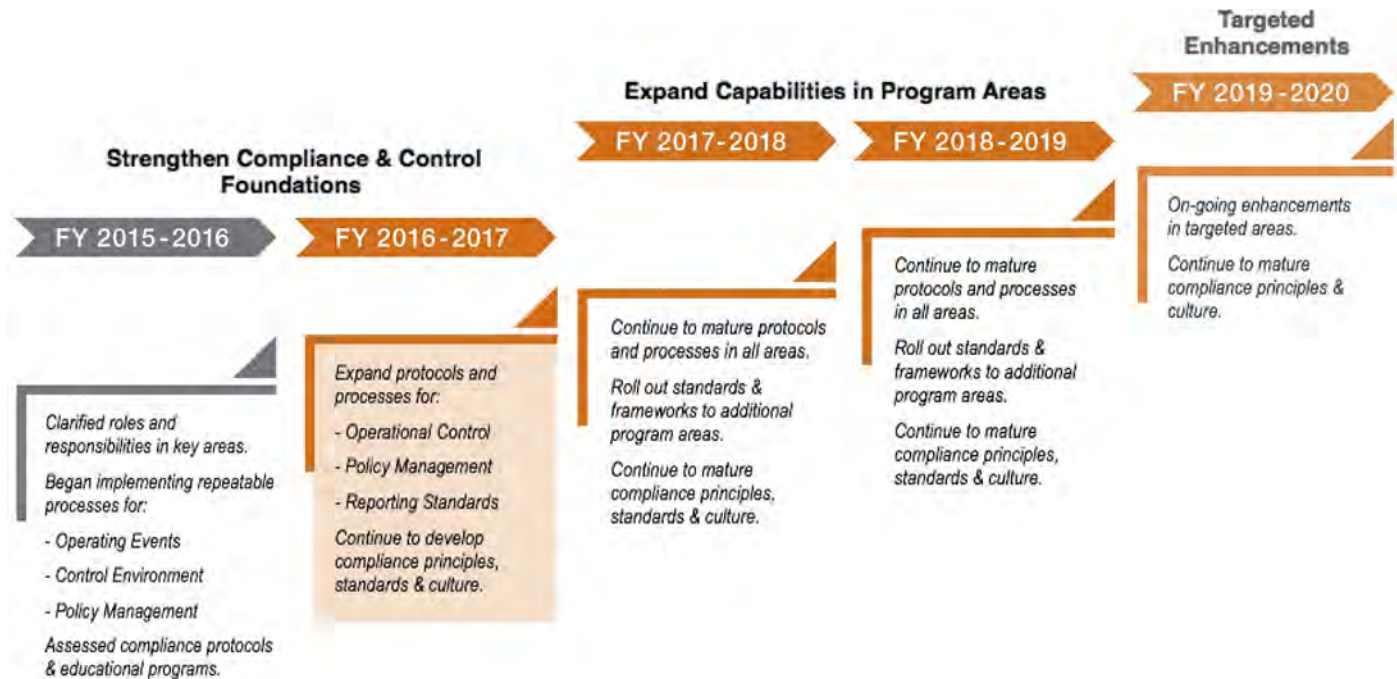 Strengthen Compliance & Control
Foundations
FY 2015-2016
Clarified roles and
responsibilities in key areas.
Began implementing repeatable
processes for:
- Operating Events
- Control Environment
- Policy Management
Assessed compliance protocols
& educational programs.
FY 2016-2017
Expand protocols and
processes for:
- Operational Control
- Policy Management
- Reporting Standards
Continue to develop
compliance principles,
standards & culture.
Expand Capabilities in Program Areas
FY 2017-2018
Continue to mature protocols
and processes in all areas.
Roll out standards &
frameworks to additional
program areas.
Continue to mature
compliance principles,
standards & culture.
FY 2018-2019
Continue to mature
protocols and processes
in all areas.
Roll out standards &
frameworks to additional
program areas.
Continue to mature
compliance principles,
standards & culture.
Targeted
Enhancements
FY 2019-2020
On-going enhancements
in targeted areas.
Continue to mature
compliance principles &
culture.